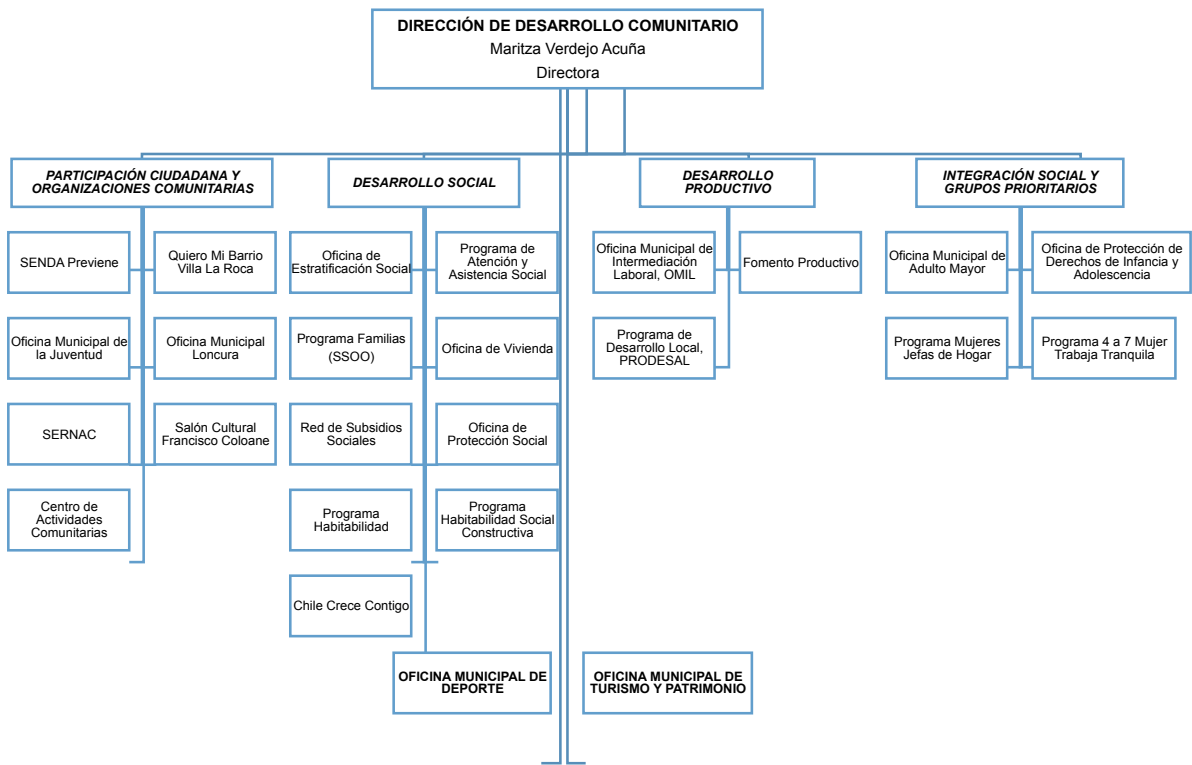 DIRECCIÓN DE DESARROLLO COMUNITARIO
Maritza Verdejo Acuña
Directora
PARTICIPACIÓN CIUDADANA Y
ORGANIZACIONES COMUNITARIAS
SENDA Previene
Quiero Mi Barrio
Villa La Roca
Oficina Municipal de
la Juventud
Oficina Municipal
Loncura
SERNAC
Salón Cultural
Francisco Coloane
Centro de
Actividades
Comunitarias
DESARROLLO SOCIAL
Oficina de
Estratificación Social
Programa de
Atención y
Asistencia Social
Programa Familias
(SSOO)
Oficina de Vivienda
Red de Subsidios
Sociales
Oficina de
Protección Social
Programa
Habitabilidad
Programa
Habitabilidad Social
Constructiva
Chile Crece Contigo
DESARROLLO
PRODUCTIVO
Oficina Municipal de
Intermediación
Laboral, OMIL
Fomento Productivo
Programa de
Desarrollo Local,
PRODESAL
INTEGRACIÓN SOCIAL Y
GRUPOS PRIORITARIOS
Oficina Municipal de
Adulto Mayor
Oficina de Protección de
Derechos de Infancia y
Adolescencia
Programa Mujeres
Jefas de Hogar
Programa 4 a 7 Mujer
Trabaja Tranquila
OFICINA MUNICIPAL DE
DEPORTE
OFICINA MUNICIPAL DE
TURISMO Y PATRIMONIO